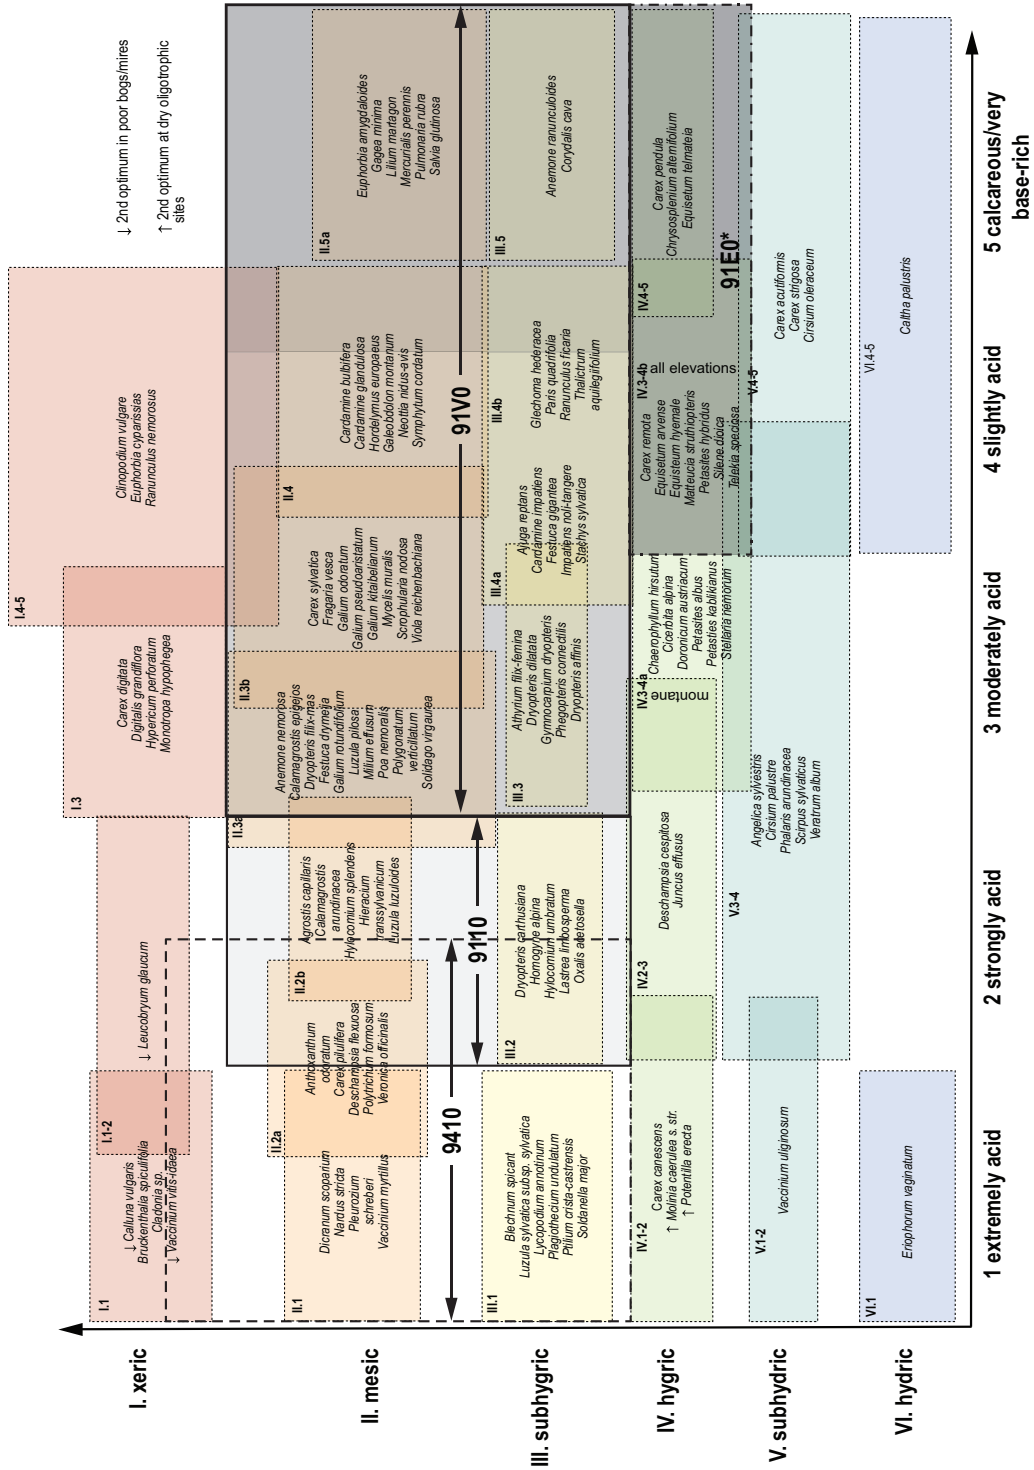 I.4-5
Clinopodium vulgare
Euphorbia cyparissias
Ranunculus nemorosus
↓ 2nd optimum in poor bogs/mires
↑ 2nd optimum at dry oligotrophic
sites
I. xeric
I.1
↓ Calluna vulgaris
Bruckenthalia spiculifolia
Cladonia sp.
↓ Vaccinium vitis-idaea
I.1-2
↓ Leucobryum glaucum
I.3
Carex digitata
Digitalis grandiflora
Hypericum perforatum
Monotropa hypophegea
II. mesic
II.1
Dicranum scoparium
Nardus stricta
Pleurozium
schreberi
Vaccinium myrtillus
II.2a
Anthoxanthum
odoratum
Carex pilulifera
Deschampsia flexuosa
Polytrichum formosum
Veronica officinalis
II.2b
Agrostis capillaris
Calamagrostis
arundinacea
Hylocomium splendens
Hieracium
transsylvanicum
Luzula luzuloides
II.3a
Anemone nemorosa
Calamagrostis epigejos
Dryopteris filix-mas
Festuca drymeja
Galium rotundifolium
Luzula pilosa
Milium effusum
Poa nemoralis
Polygonatum
verticillatum
Solidago virgaurea
II.3b
Carex sylvatica
Fragaria vesca
Galium odoratum
Galium pseudoaristatum
Galium kitaibelianum
Mycelis muralis
Scrophularia nodosa
Viola reichenbachiana
II.4
Cardamine bulbifera
Cardamine glandulosa
Hordelymus europaeus
Galeobdolon montanum
Neottia nidus-avis
Symphytum cordatum
II.5a
Euphorbia amygdaloides
Gagea minima
Lilium martagon
Mercurialis perennis
Pulmonaria rubra
Salvia glutinosa
9410
9110
91V0
III. subhygric
III.1
Blechnum spicant
Luzula sylvatica subsp. sylvatica
Lycopodium annotinum
Plagiothecium undulatum
Ptilium crista-castrensis
Soldanella major
III.2
Dryopteris carthusiana
Homogyne alpina
Hylocomium umbratum
Lastrea limbosperma
Oxalis acetosella
III.3
Athyrium filix-femina
Dryopteris dilatata
Gymnocarpium dryopteris
Phegopteris connectilis
Dryopteris affinis
III.4a
Ajuga reptans
Cardamine impatiens
Festuca gigantea
Impatiens noli-tangere
Stachys sylvatica
III.4b
Glechoma hederacea
Paris quadrifolia
Ranunculus ficaria
Thalictrum
aquilegiifolium
III.5
Anemone ranunculoides
Corydalis cava
IV. hygric
IV.1-2
Carex canescens
↑ Molinia caerulea s. str.
↑ Potentilla erecta
IV.2-3
Deschampsia cespitosa
Juncus effusus
IV.3-4a
montane
Chaerophyllum hirsutum
Cicerbita alpina
Doronicum austriacum
Petasites albus
Petasties kablikianus
Stellaria nemorum
IV.3-4b
all elevations
Carex remota
Equisetum arvense
Equisteum hyemale
Matteucia struthiopteris
Petasites hybridus
Silene dioica
Telekia speciosa
IV.4-5
Carex pendula
Chrysosplenium alternifolium
Equisetum telmateia
91E0*
V. subhydric
V.1-2
Vaccinium uliginosum
V.3-4
Angelica sylvestris
Cirsium palustre
Phalaris arundinacea
Scirpus sylvaticus
Veratrum album
V.4-5
Carex acutiformis
Carex strigosa
Cirsium oleraceum
VI. hydric
VI.1
Eriophorum vaginatum
VI.4-5
Caltha palustris
1 extremely acid
2 strongly acid
3 moderately acid
4 slightly acid
5 calcareous/very
base-rich